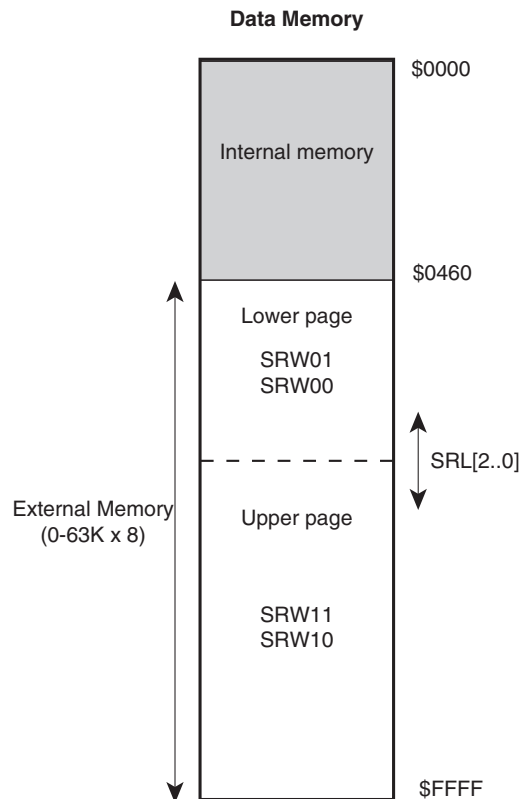 Data Memory
$0000
Internal memory
$0460
Lower page
SRW01
SRW00
SRL[2..0]
External Memory
(0-63K x 8)
Upper page
SRW11
SRW10
$FFFF